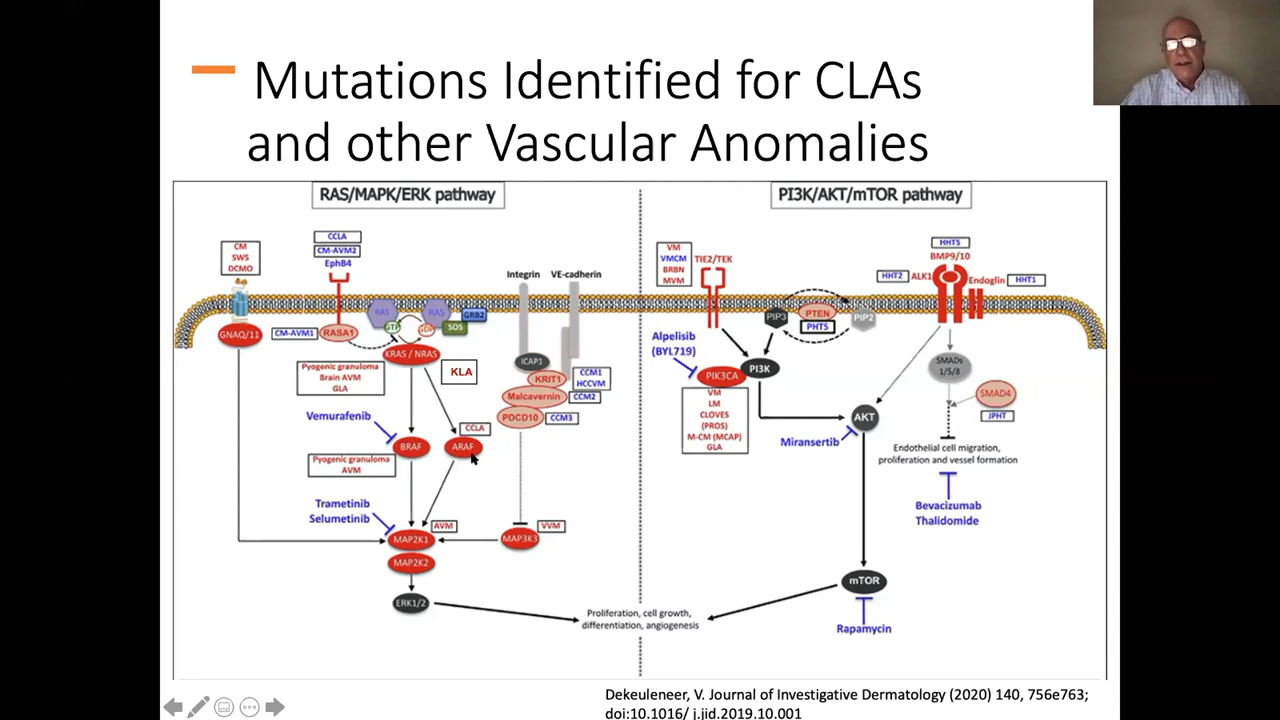 Mutations Identified for CLAs
and other Vascular Anomalies
RAS/MAPK/ERK pathway
PI3K/AKT/mTOR pathway
CM
SWS
DCMO
CCLA
CM-AVM2
EphB4
Integrin
VE-cadherin
VM
VMCM
BRBN
MVM
TIE2/TEK
HHT5
BMP9/10
HHT2
ALK1
Endoglin
HHT1
GNAQ/11
CM-AVM1
RASA1
RAS
GTP
RAS
GDP
GRB2
SOS
KRAS / NRAS
KLA
Pyogenic granuloma
Brain AVM
GLA
ICAP1
KRIT1
Malcavernin
PDCD10
CCM1
HCCVM
CCM2
CCM3
PIP3
PTEN
PHTS
PIP2
Alpelisib
(BYL719)
PIK3CA
PI3K
VM
LM
CLOVES
(PROS)
M-CM (MCAP)
GLA
SMADs
1/5/8
SMAD4
JPHT
AKT
Miransertib
Endothelial cell migration,
proliferation and vessel formation
Bevacizumab
Thalidomide
Vemurafenib
BRAF
CCLA
ARAF
Pyogenic granuloma
AVM
Trametinib
Selumetinib
AVM
MAP2K1
MAP2K2
MAP3K3
VVM
ERK1/2
mTOR
Rapamycin
Proliferation, cell growth,
differentiation, angiogenesis
Dekeuleneer, V. Journal of Investigative Dermatology (2020) 140, 756e763;
doi:10.1016/ j.jid.2019.10.001